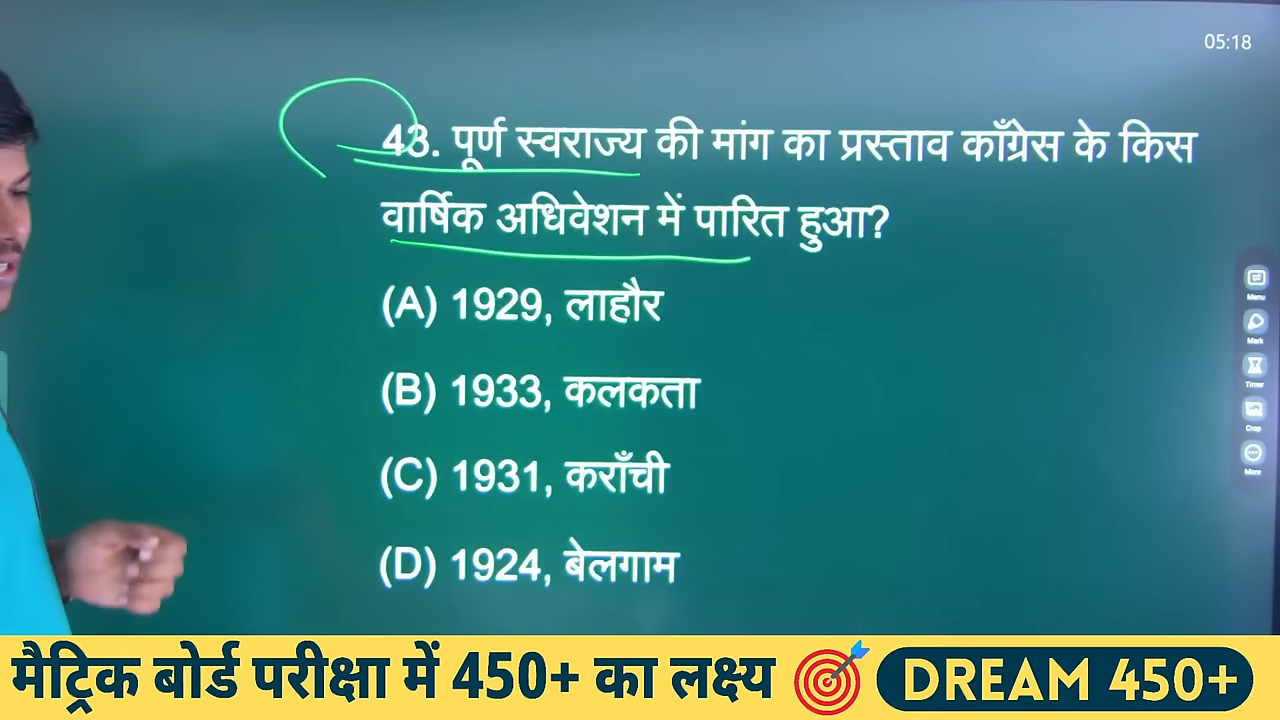 05:18
43. पूर्ण स्वराज्य की मांग का प्रस्ताव काँग्रेस के किस
वार्षिक अधिवेशन में पारित हुआ?
(A) 1929, लाहौर
(B) 1933, कलकता
(C) 1931, कराँची
(D) 1924, बेलगाम
Menu
Mark
Timer
Crop
More
मैट्रिक बोर्ड परीक्षा में 450+ का लक्ष्य DREAM 450+